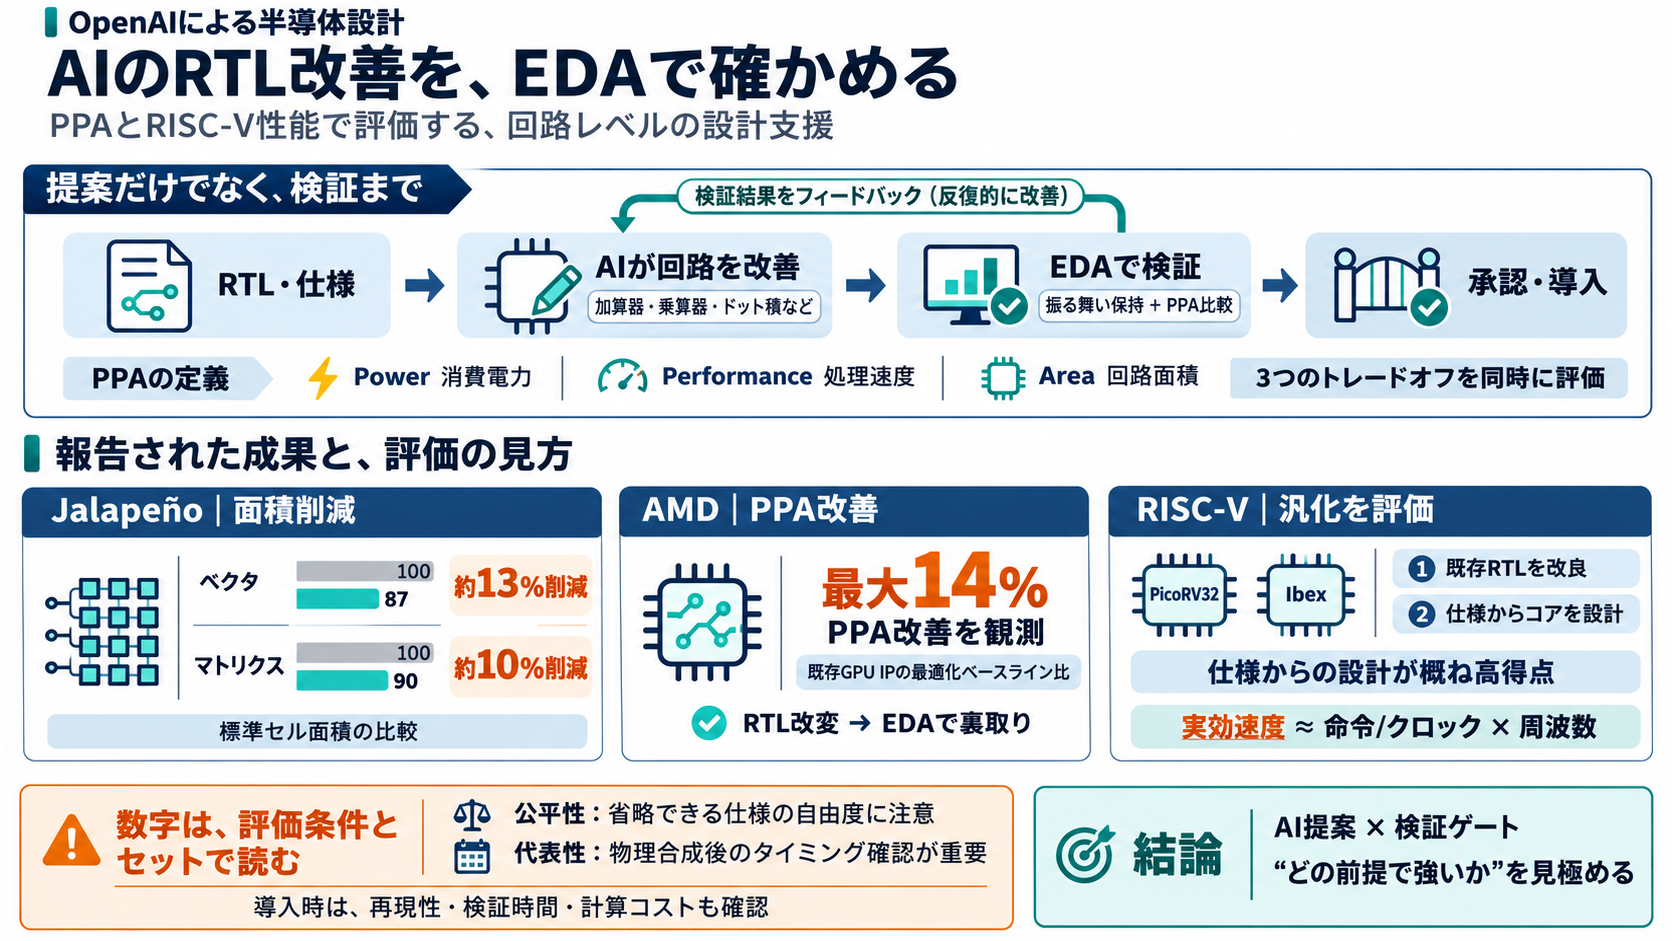 OpenAIによる半導体設計
AIのRTL改善を、EDAで確かめる
PPAとRISC-V性能で評価する、回路レベルの設計支援
提案だけでなく、検証まで
検証結果をフィードバック（反復的に改善）
RTL・仕様
AIが回路を改善
加算器・乗算器・ドット積など
EDAで検証
振る舞い保持 + PPA比較
承認・導入
PPAの定義
Power 消費電力
Performance 処理速度
Area 回路面積
3つのトレードオフを同時に評価
報告された成果と、評価の見方
Jalapeño｜面積削減
ベクタ
100
87
約13%削減
マトリクス
100
90
約10%削減
標準セル面積の比較
AMD｜PPA改善
最大14%
PPA改善を観測
既存GPU IPの最適化ベースライン比
RTL改変 → EDAで裏取り
RISC-V｜汎化を評価
PicoRV32
Ibex
1 既存RTLを改良
2 仕様からコアを設計
仕様からの設計が概ね高得点
実効速度 ≈ 命令/クロック × 周波数
数字は、評価条件と
セットで読む
公平性：省略できる仕様の自由度に注意
代表性：物理合成後のタイミング確認が重要
導入時は、再現性・検証時間・計算コストも確認
結論
AI提案 × 検証ゲート
“どの前提で強いか”を見極める